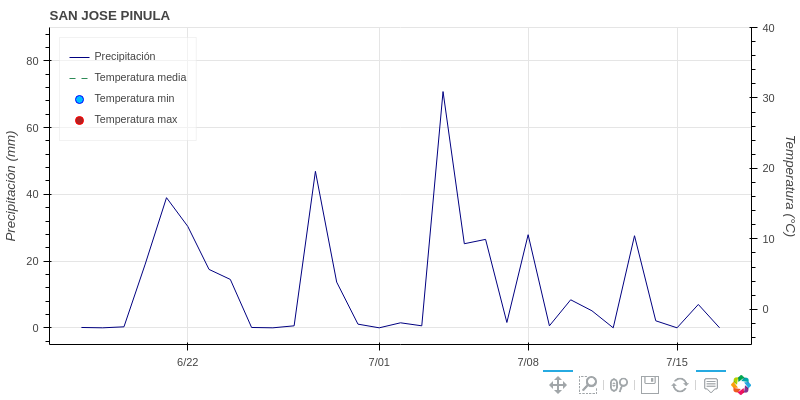 SAN JOSE PINULA
Precipitación
Temperatura media
Temperatura min
Temperatura max
Precipitación (mm)
80
60
40
20
0
40
30
20
10
0
Temperatura (°C)
6/22
7/01
7/08
7/15